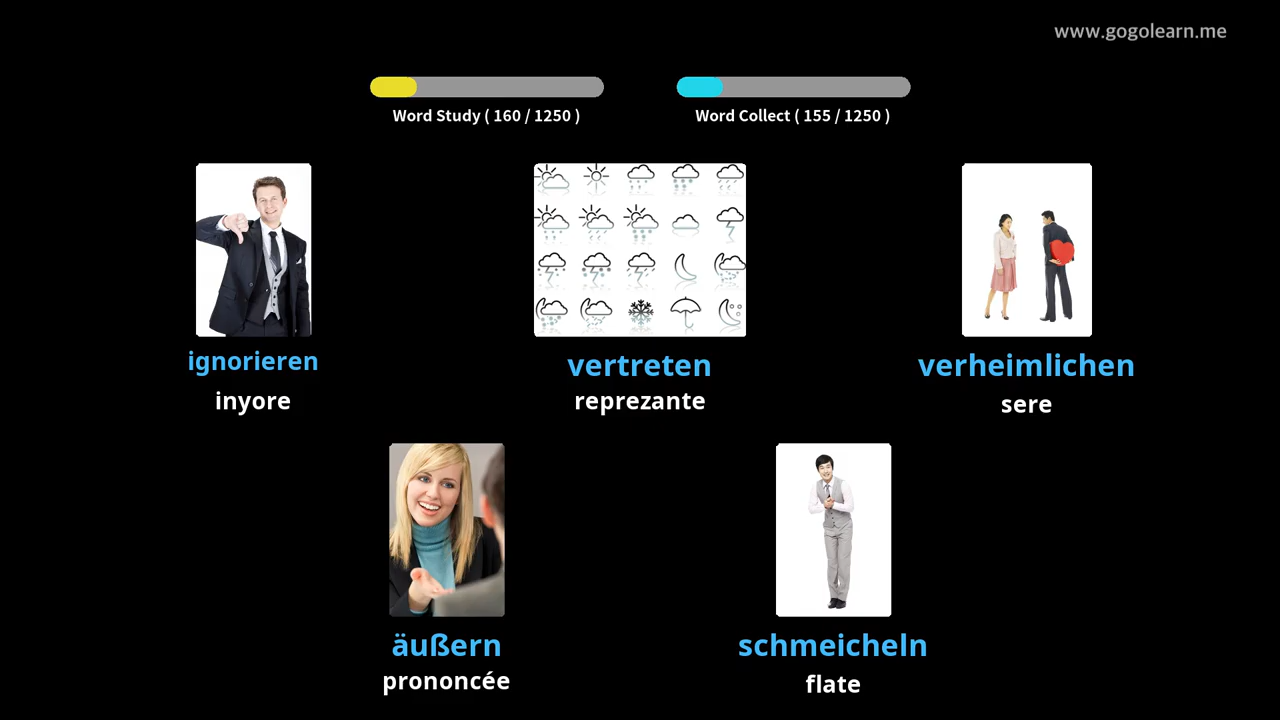 www.gogolearn.me
Word Study ( 160 / 1250 )
Word Collect ( 155 / 1250 )
ignorieren
inyore
vertreten
reprezante
verheimlichen
sere
äußern
prononcée
schmeicheln
flate